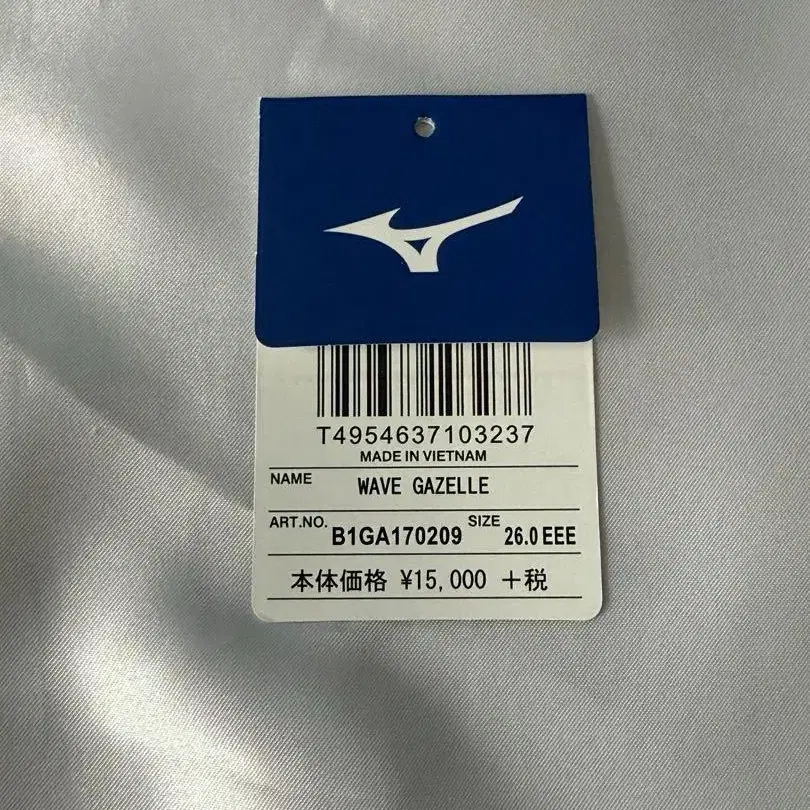 T4954637103237
MADE IN VIETNAM
NAME WAVE GAZELLE
ART.NO. B1GA170209 SIZE 26.0 EEE
本体価格 ¥15,000 +税